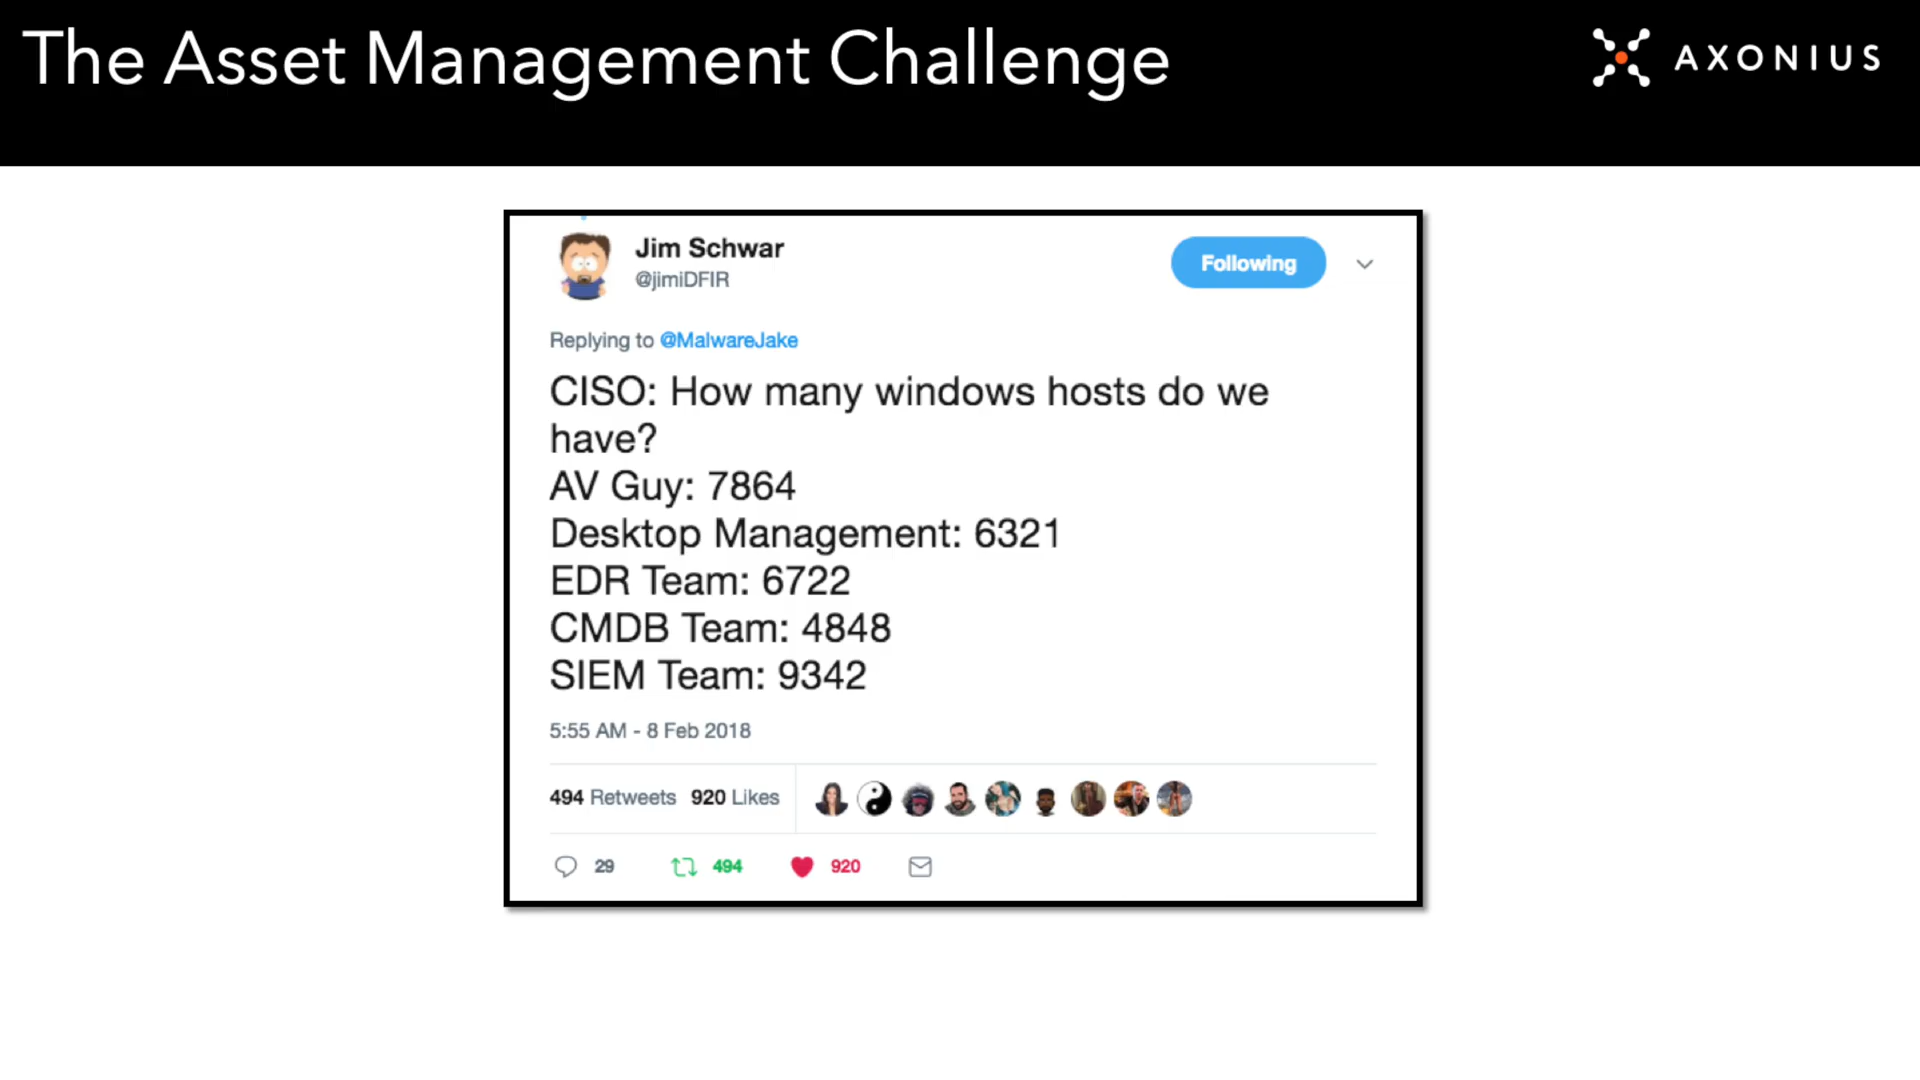 The Asset Management Challenge
AXONIUS
Jim Schwar
@jimiDFIR
Following
Replying to @MalwareJake
CISO: How many windows hosts do we
have?
AV Guy: 7864
Desktop Management: 6321
EDR Team: 6722
CMDB Team: 4848
SIEM Team: 9342
5:55 AM - 8 Feb 2018
494 Retweets 920 Likes
29 494 920